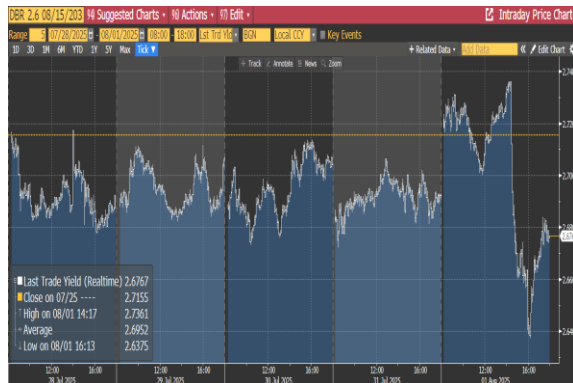 DBR 2.6 08/15/203 94) Suggested Charts 96) Actions 97) Edit Intraday Price Chart
Range 5 07/28/2025 - 08/01/2025 08:00 - 18:00 Lst Trd Yld BGN Local CCY Key Events
1D 3D 1M 6M YTD 1Y 5Y Max Tick ▼ + Related Data Add Data « Edit Chart
Track Annotate News Zoom
2.740
2.70
2.676
2.640
Last Trade Yield (Realtime) 2.6767
Close on 07/25 ---- 2.7155
High on 08/01 14:17 2.7361
Average 2.6952
Low on 08/01 16:13 2.6375
12:00 16:00 12:00 16:00 12:00 16:00 12:00 16:00 12:00 16:00
28 Jul 2025 29 Jul 2025 30 Jul 2025 31 Jul 2025 01 Aug 2025